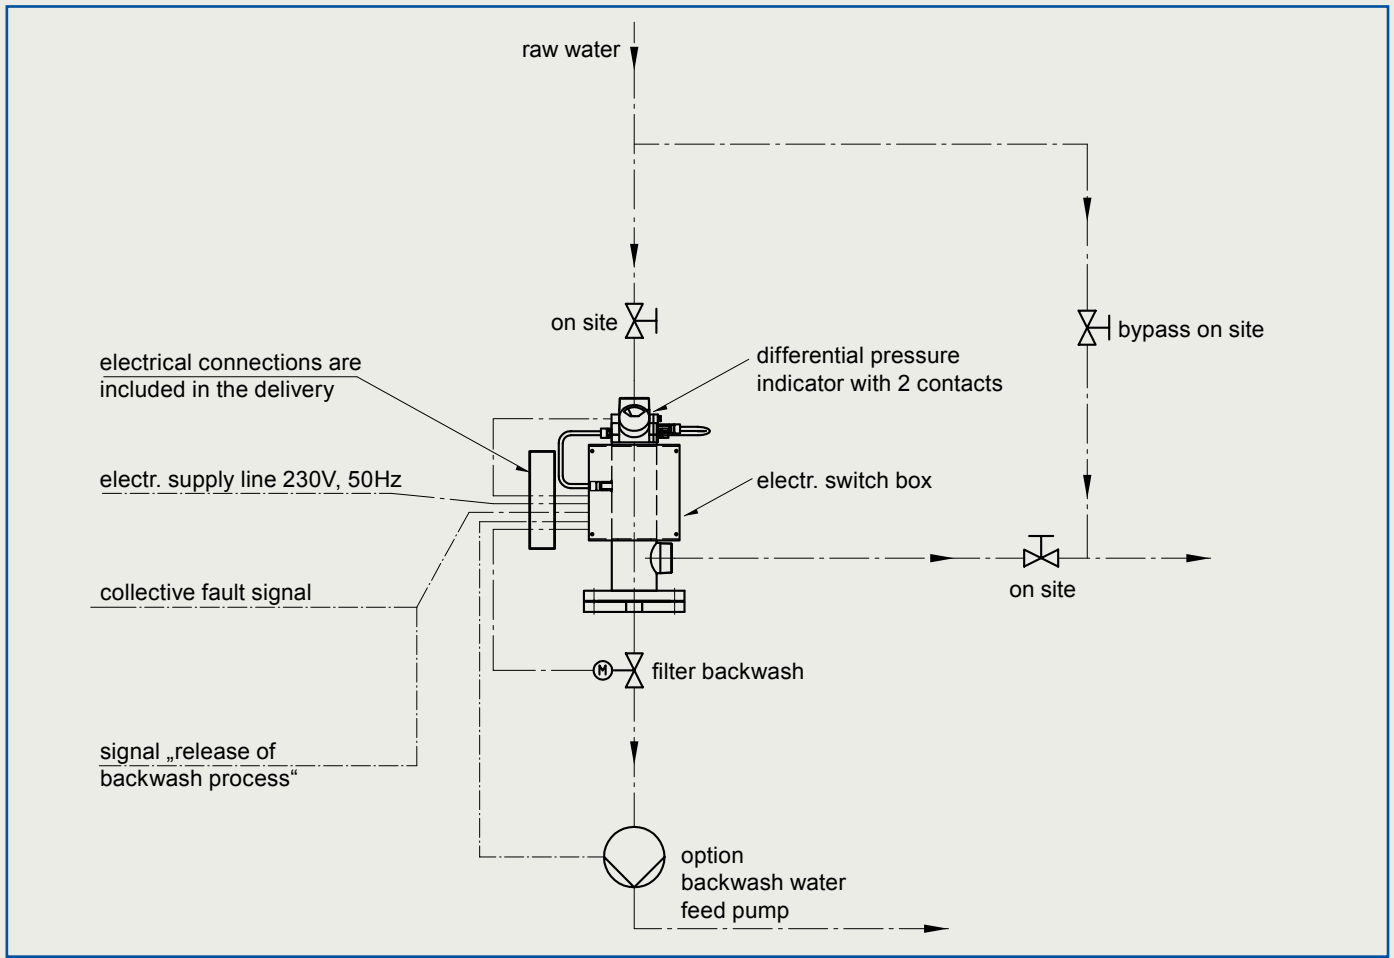 raw water
on site
bypass on site
electrical connections are
included in the delivery
differential pressure
indicator with 2 contacts
electr. supply line 230V, 50Hz
electr. switch box
collective fault signal
on site
M
filter backwash
signal „release of
backwash process“
option
backwash water
feed pump